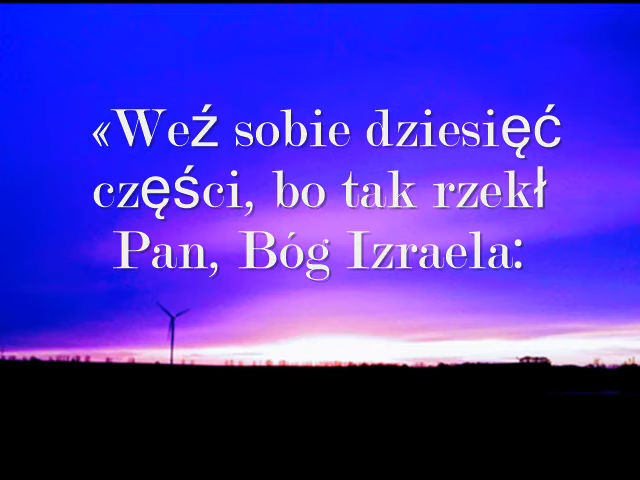 «Weź sobie dziesięć
części, bo tak rzekł
Pan, Bóg Izraela: